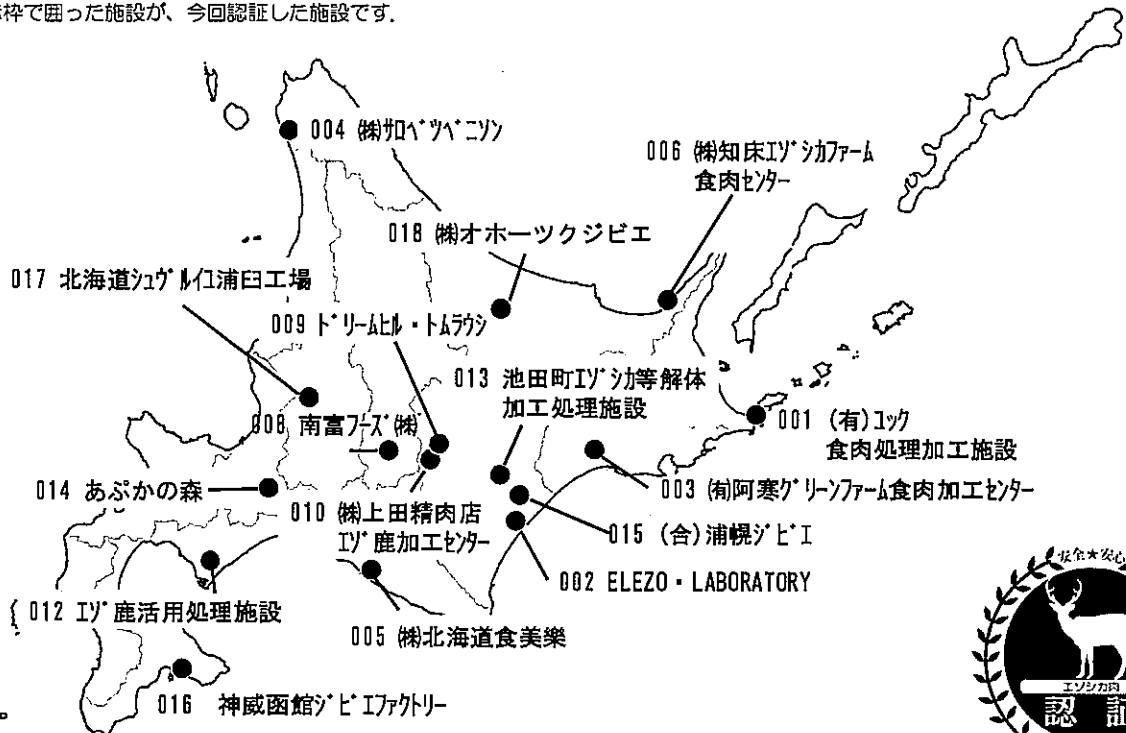 枠で囲った施設が、今回認証した施設です.
004 ㈱サロベツベニソン
006 ㈱知床エゾシカファーム
食肉センター
018 ㈱オホーツクジビエ
017 北海道シュヴルイユ浦臼工場
009 ドリームヒル・トムラウシ
013 池田町エゾシカ等解体
加工処理施設
008 南富フーズ㈱
001 (有)ユック
食肉処理加工施設
014 あぷかの森
003 ㈲阿寒グリーンファーム食肉加工センター
010 ㈱上田精肉店
エゾ鹿加工センター
015 (合)浦幌ジビエ
002 ELEZO・LABORATORY
012 エゾ鹿活用処理施設
005 ㈱北海道食美樂
016 神威函館ジビエファクトリー
安全★安心
エゾシカ肉
認証